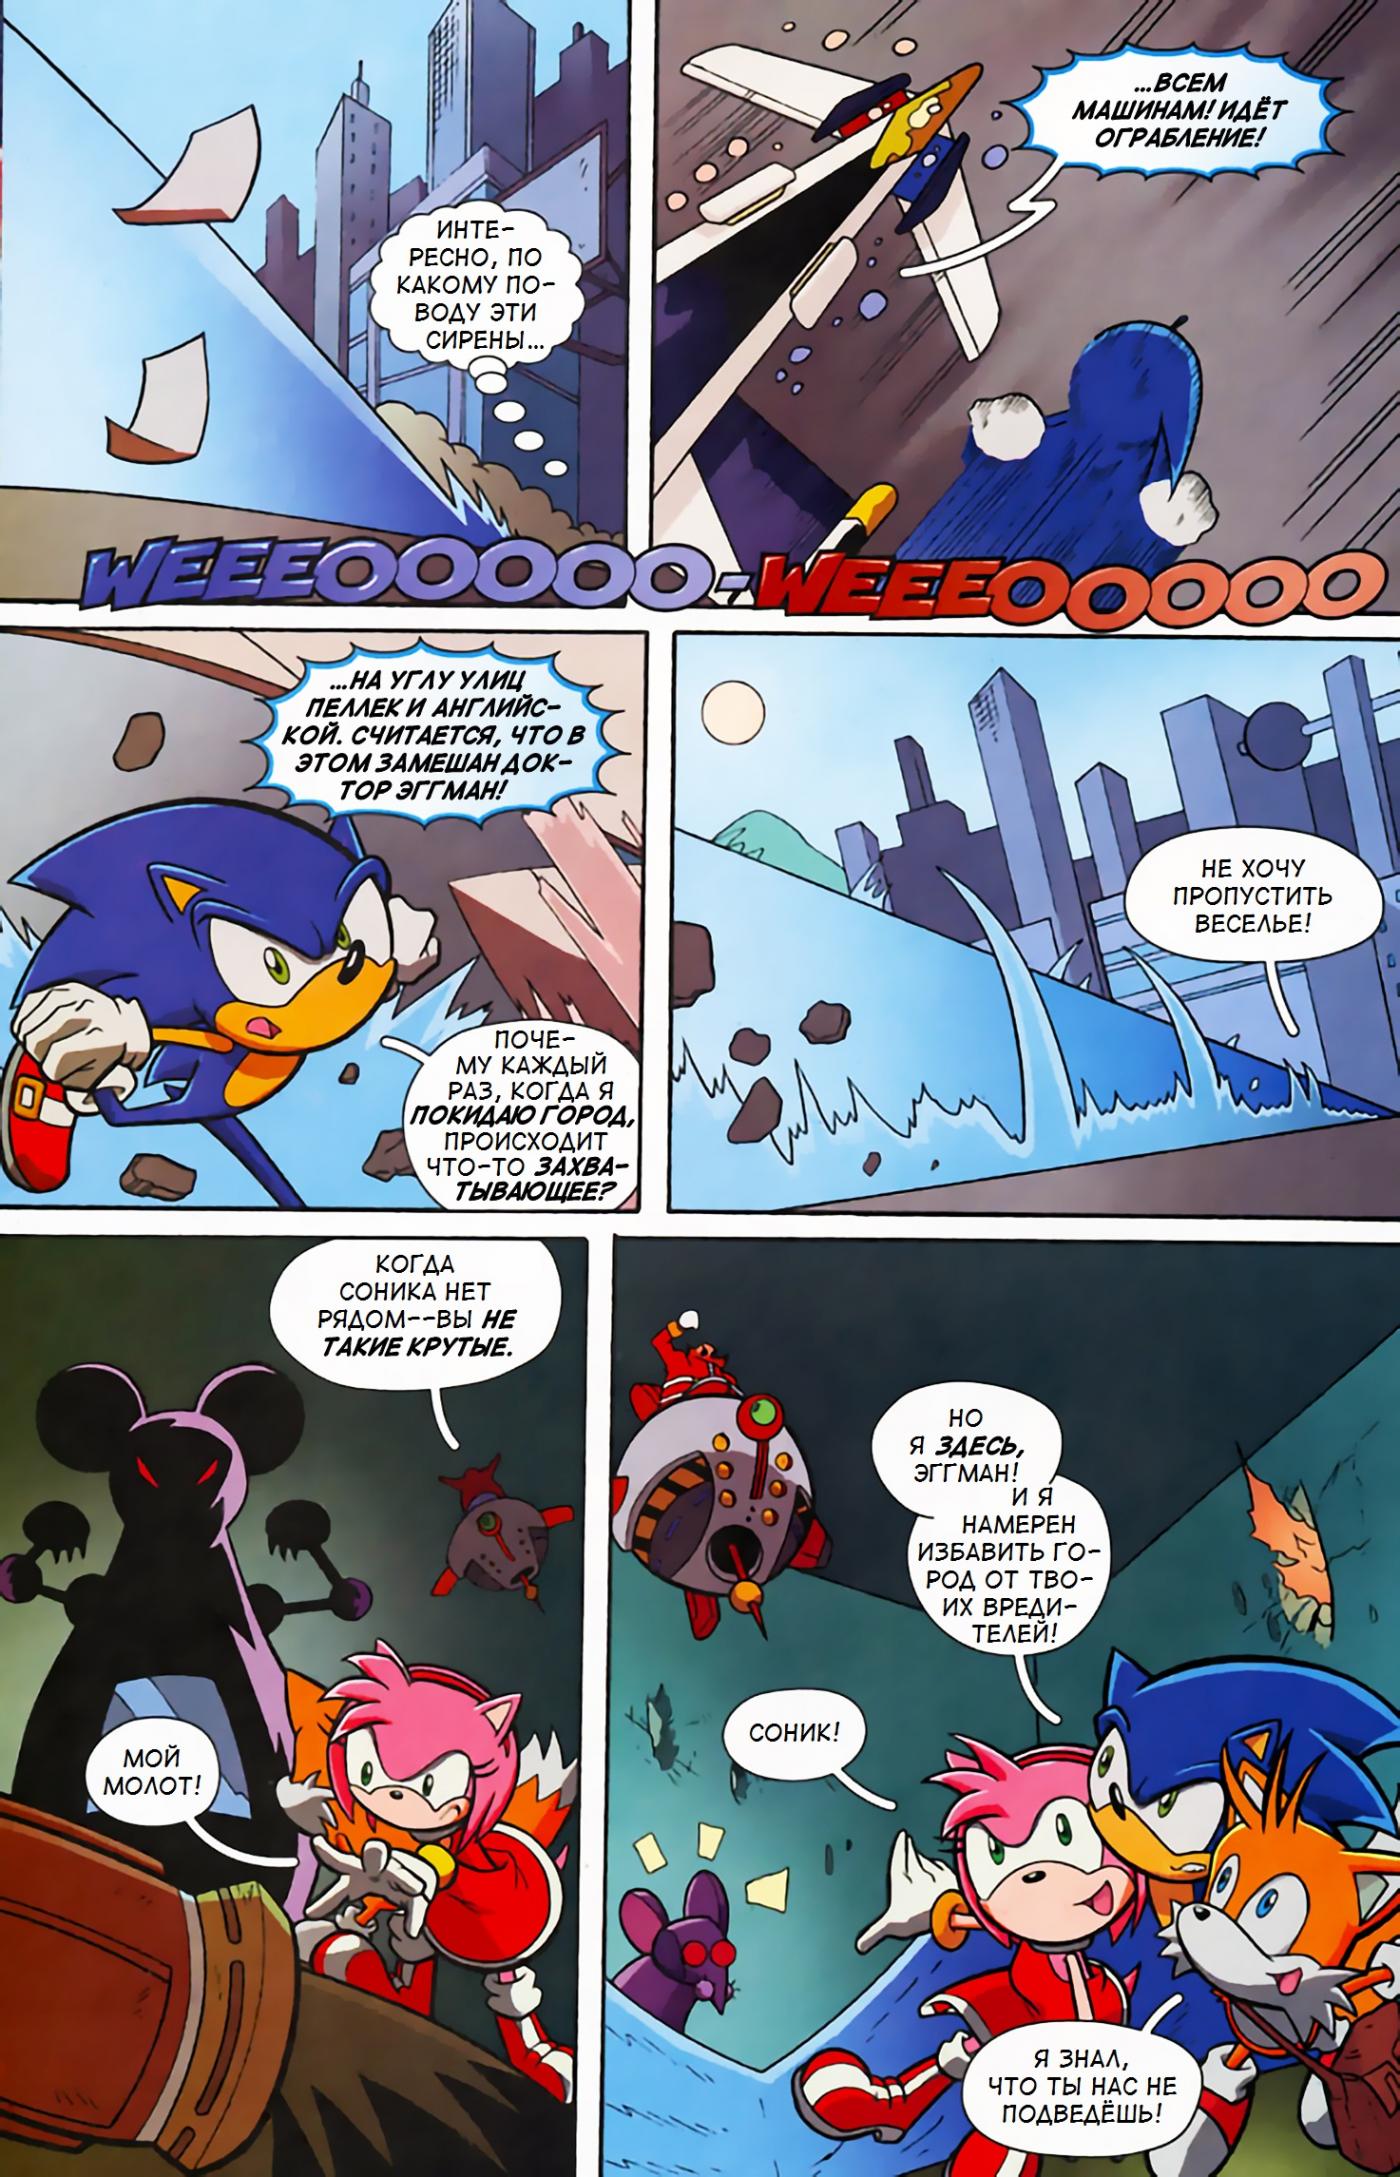 ИНТЕ-
РЕСНО, ПО
КАКОМУ ПО-
ВОДУ ЭТИ
СИРЕНЫ...
...ВСЕМ
МАШИНАМ! ИДЁТ
ОГРАБЛЕНИЕ!
WEEEOOOOO-WEEEOOOOO
...НА УГЛУ УЛИЦ
ПЕЛЛЕК И АНГЛИЙС-
КОЙ. СЧИТАЕТСЯ, ЧТО В
ЭТОМ ЗАМЕШАН ДОК-
ТОР ЭГГМАН!
ПОЧЕ-
МУ КАЖДЫЙ
РАЗ, КОГДА Я
ПОКИДАЮ ГОРОД,
ПРОИСХОДИТ
ЧТО-ТО ЗАХВА-
ТЫВАЮЩЕЕ?
НЕ ХОЧУ
ПРОПУСТИТЬ
ВЕСЕЛЬЕ!
КОГДА
СОНИКА НЕТ
РЯДОМ--ВЫ НЕ
ТАКИЕ КРУТЫЕ.
МОЙ
МОЛОТ!
НО
Я ЗДЕСЬ,
ЭГГМАН!
И Я
НАМЕРЕН
ИЗБАВИТЬ ГО-
РОД ОТ ТВО-
ИХ ВРЕДИ-
ТЕЛЕЙ!
СОНИК!
Я ЗНАЛ,
ЧТО ТЫ НАС НЕ
ПОДВЕДЁШЬ!